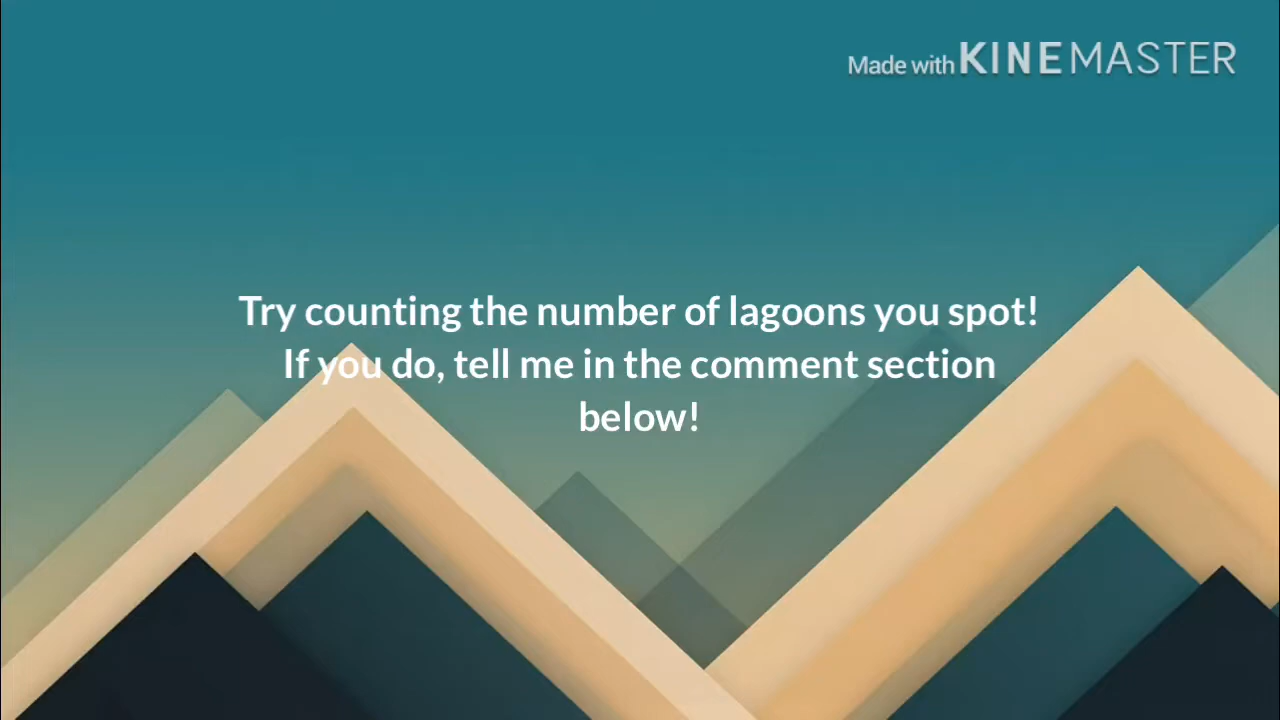 Made with KINEMASTER
Try counting the number of lagoons you spot!
If you do, tell me in the comment section
below!